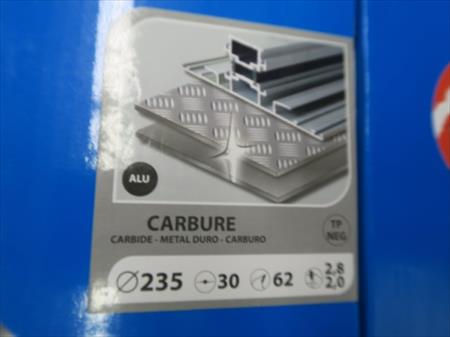 ALU
CARBURE
CARBIDE - METAL DURO - CARBURO
TP
NEG
235 30 62 2,8
2,0